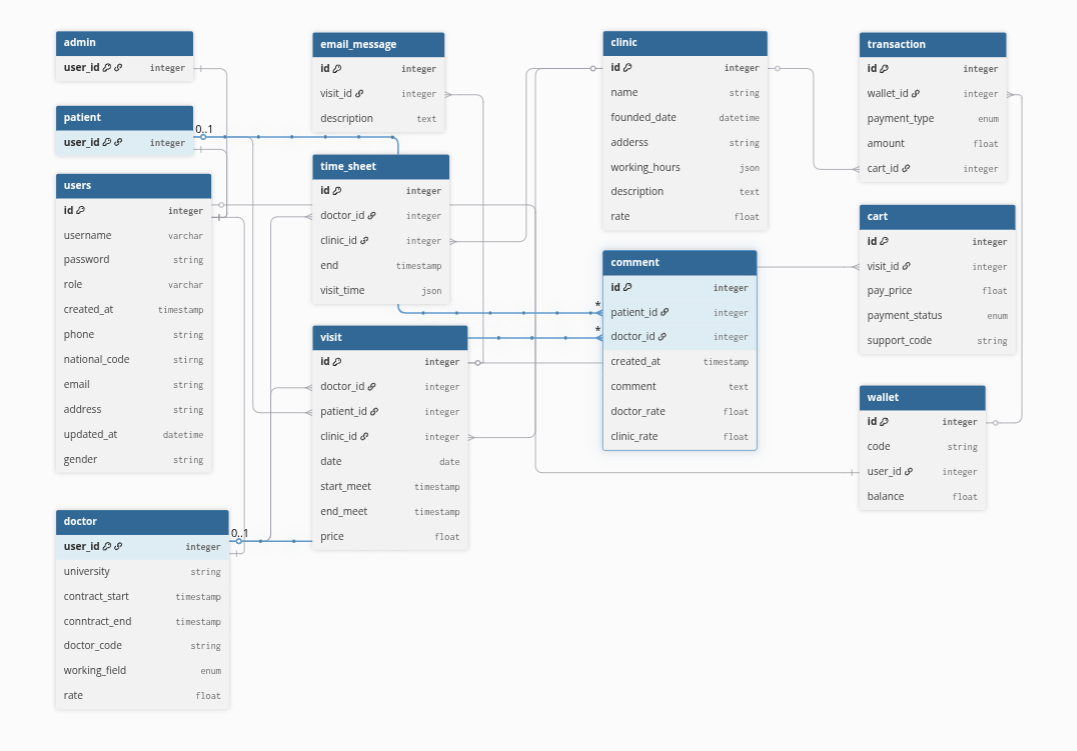 admin
user_id integer
patient
user_id integer
0..1
users
id integer
username varchar
password string
role varchar
created_at timestamp
phone string
national_code stirng
email string
address string
updated_at datetime
gender string
doctor
user_id integer
0..1
university string
contract_start timestamp
conntract_end timestamp
doctor_code string
working_field enum
rate float
email_message
id integer
visit_id integer
description text
time_sheet
id integer
doctor_id integer
clinic_id integer
end timestamp
visit_time json
visit
id integer
doctor_id integer
patient_id integer
clinic_id integer
date date
start_meet timestamp
end_meet timestamp
price float
clinic
id integer
name string
founded_date datetime
adderss string
working_hours json
description text
rate float
comment
id integer
* patient_id integer
* doctor_id integer
created_at timestamp
comment text
doctor_rate float
clinic_rate float
transaction
id integer
wallet_id integer
payment_type enum
amount float
cart_id integer
cart
id integer
visit_id integer
pay_price float
payment_status enum
support_code string
wallet
id integer
code string
user_id integer
balance float